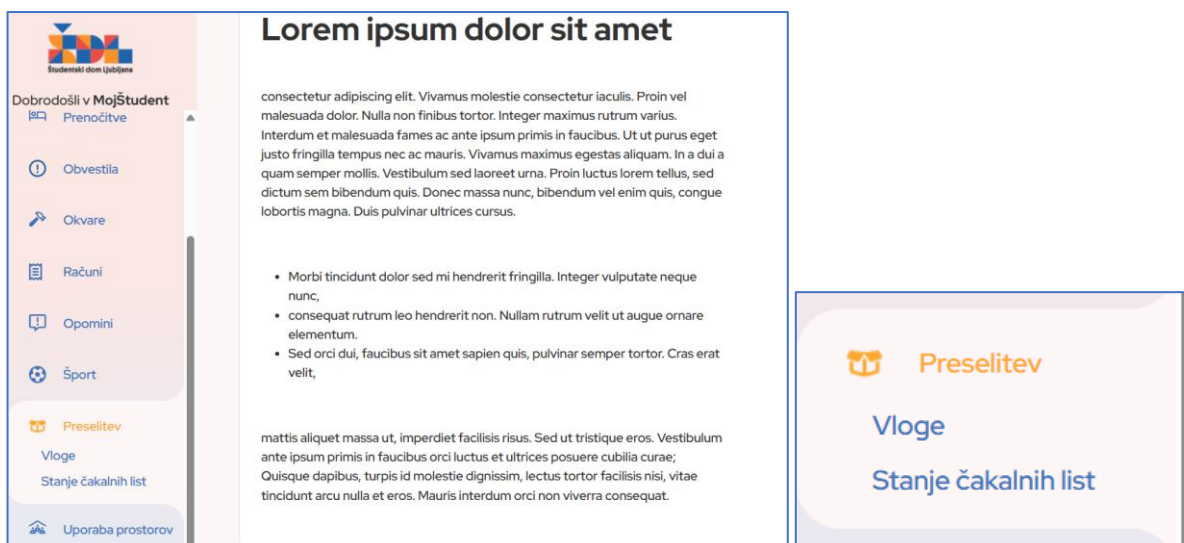 Študentski dom Ljubljana
Dobrodošli v MojŠtudent
Prenočitve
Obvestila
Okvare
Računi
Opomini
Šport
Preselitev
Vloge
Stanje čakalnih list
Uporaba prostorov
Lorem ipsum dolor sit amet
consectetur adipiscing elit. Vivamus molestie consectetur iaculis. Proin vel
malesuada dolor. Nulla non finibus tortor. Integer maximus rutrum varius.
Interdum et malesuada fames ac ante ipsum primis in faucibus. Ut ut purus eget
justo fringilla tempus nec ac mauris. Vivamus maximus egestas aliquam. In a dui a
quam semper mollis. Vestibulum sed laoreet urna. Proin luctus lorem tellus, sed
dictum sem bibendum quis. Donec massa nunc, bibendum vel enim quis, congue
lobortis magna. Duis pulvinar ultrices cursus.
• Morbi tincidunt dolor sed mi hendrerit fringilla. Integer vulputate neque
nunc,
• consequat rutrum leo hendrerit non. Nullam rutrum velit ut augue ornare
elementum.
• Sed orci dui, faucibus sit amet sapien quis, pulvinar semper tortor. Cras erat
velit,
mattis aliquet massa ut, imperdiet facilisis risus. Sed ut tristique eros. Vestibulum
ante ipsum primis in faucibus orci luctus et ultrices posuere cubilia curae;
Quisque dapibus, turpis id molestie dignissim, lectus tortor facilisis nisi, vitae
tincidunt arcu nulla et eros. Mauris interdum orci non viverra consequat.
Preselitev
Vloge
Stanje čakalnih list